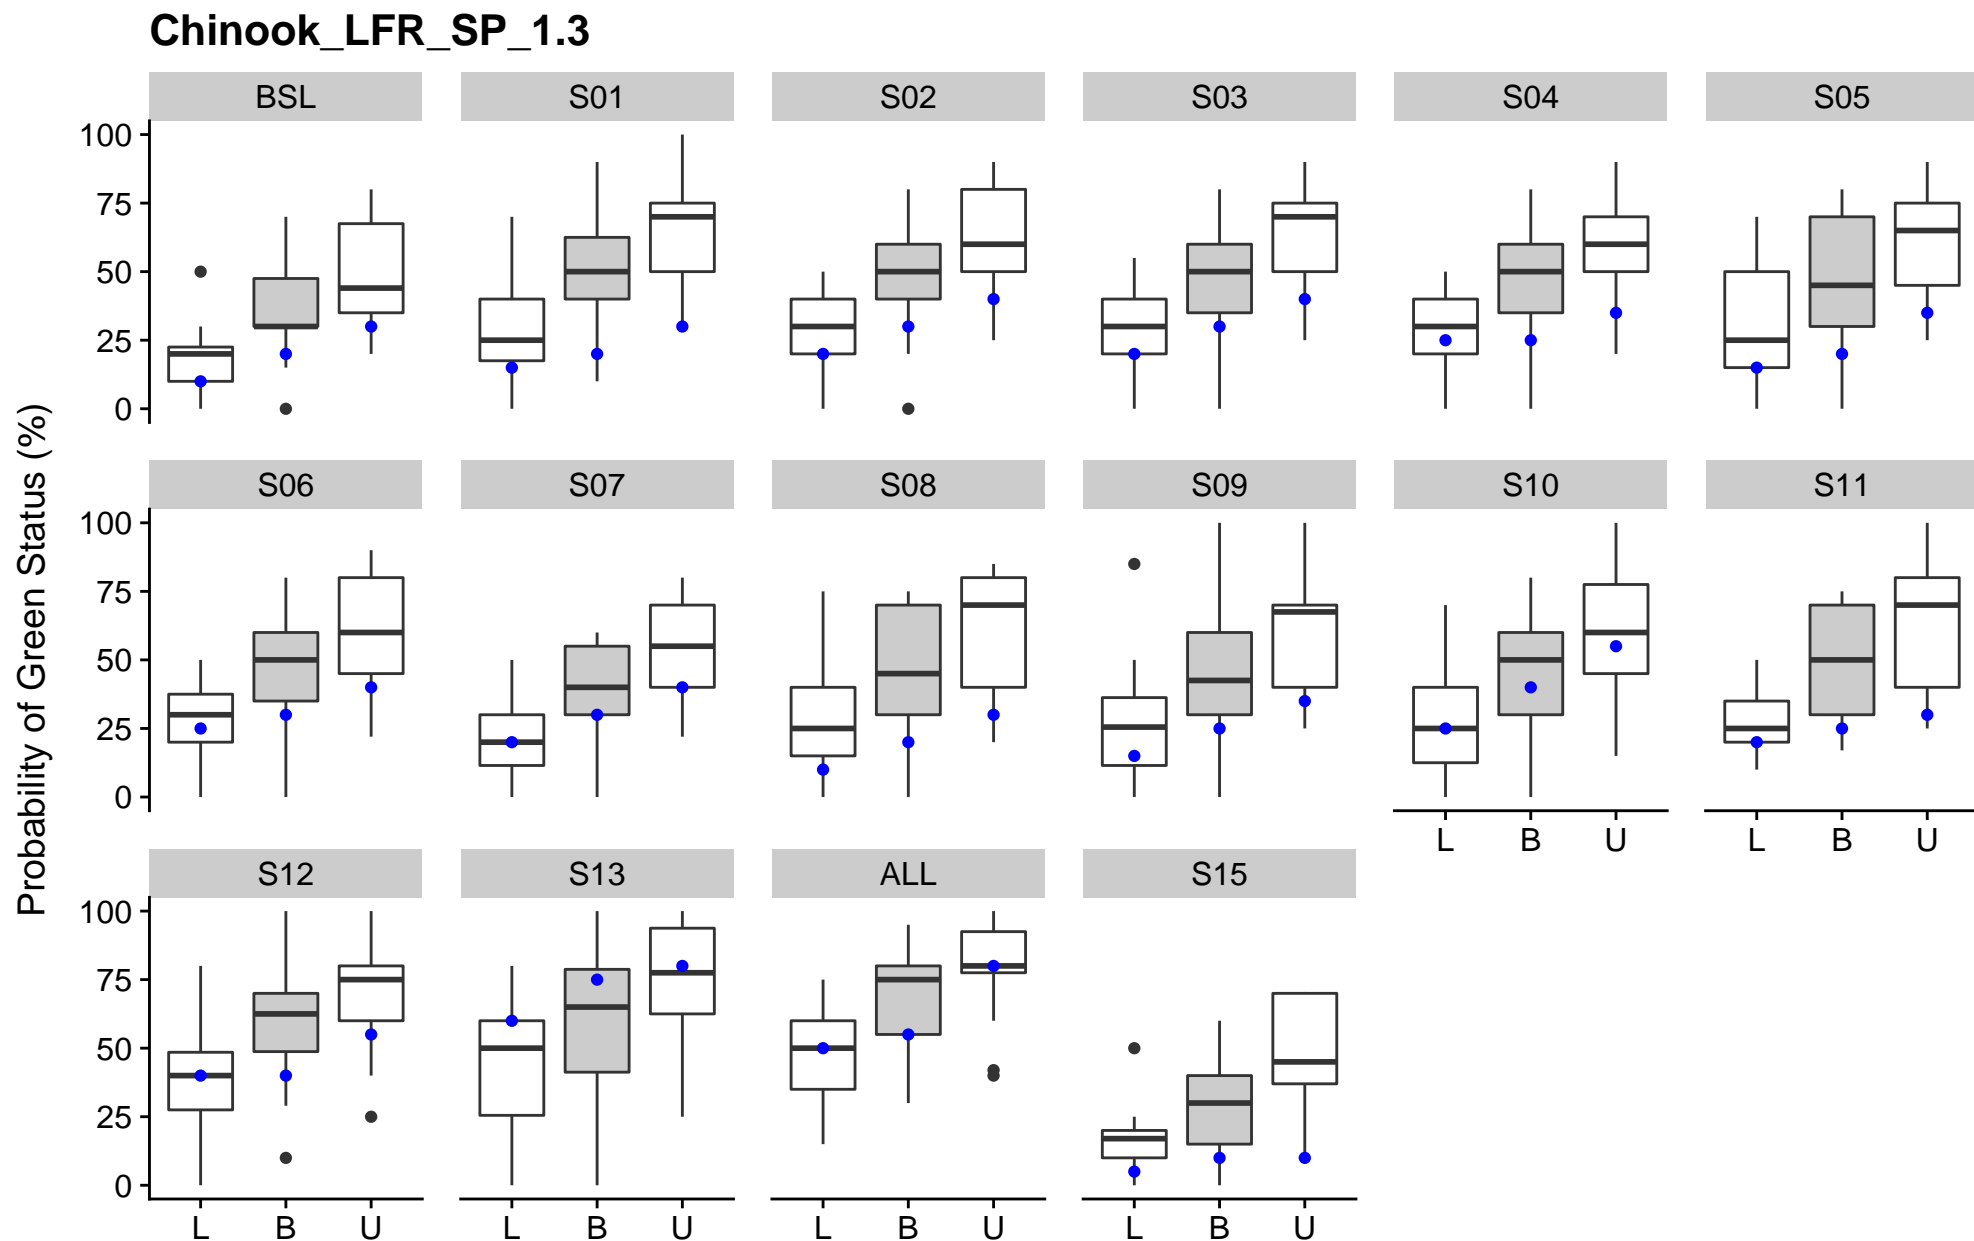 Chinook_LFR_SP_1.3
BSL S01 S02 S03 S04 S05
100
75
50
25
0
Probability of Green Status (%)
S06 S07 S08 S09 S10 S11
100
75
50
25
0
L B U L B U
S12 S13 ALL S15
100
75
50
25
0
L B U L B U L B U L B U